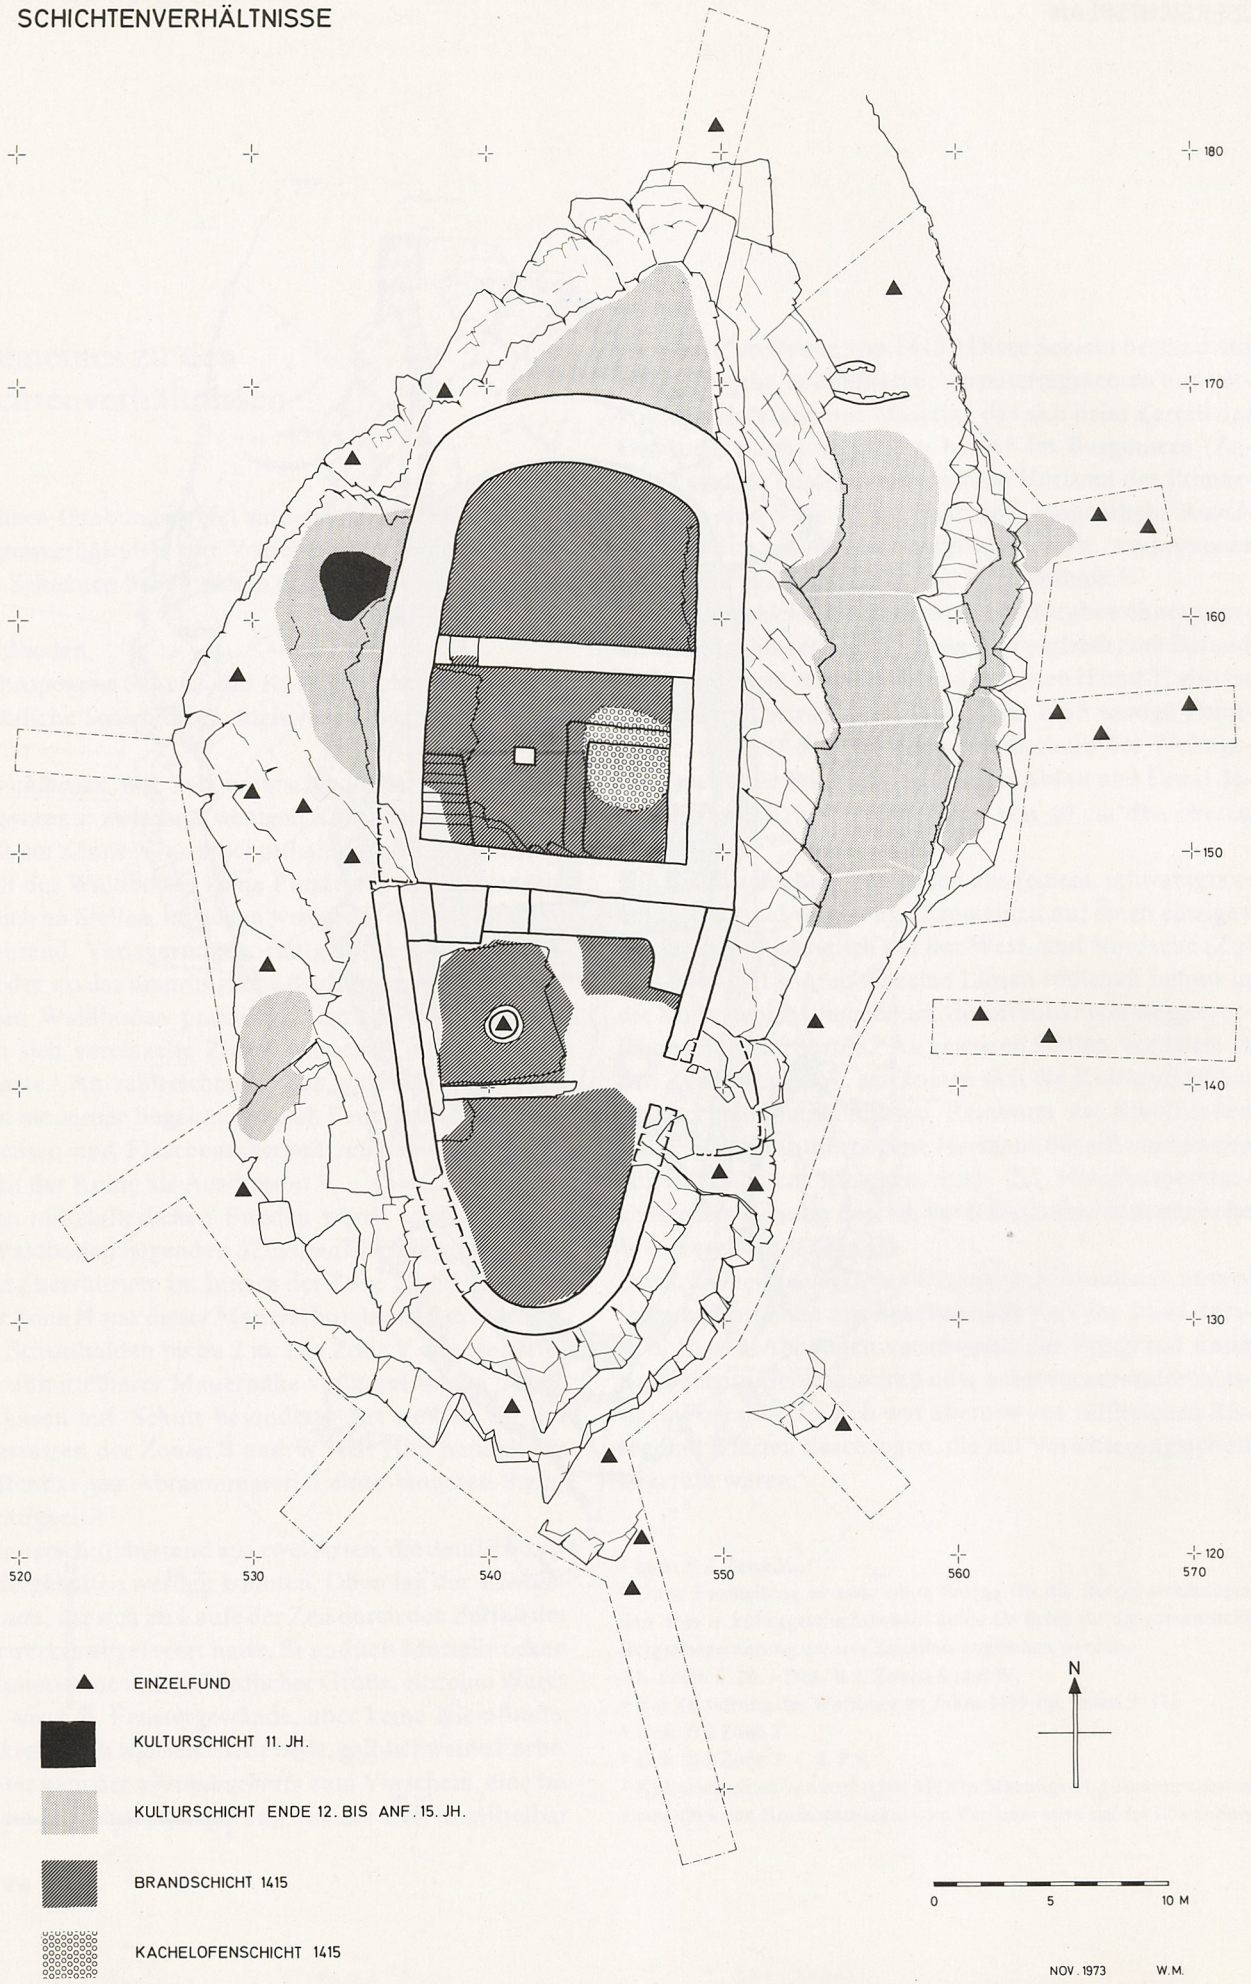 SCHICHTENVERHÄLTNISSE
180
170
160
150
140
130
120
520
530
540
550
560
570
EINZELFUND
KULTURSCHICHT 11. JH.
KULTURSCHICHT ENDE 12. BIS ANF. 15. JH.
BRANDSCHICHT 1415
KACHELOFENSCHICHT 1415
N
0 5 10 M
NOV. 1973 W.M.